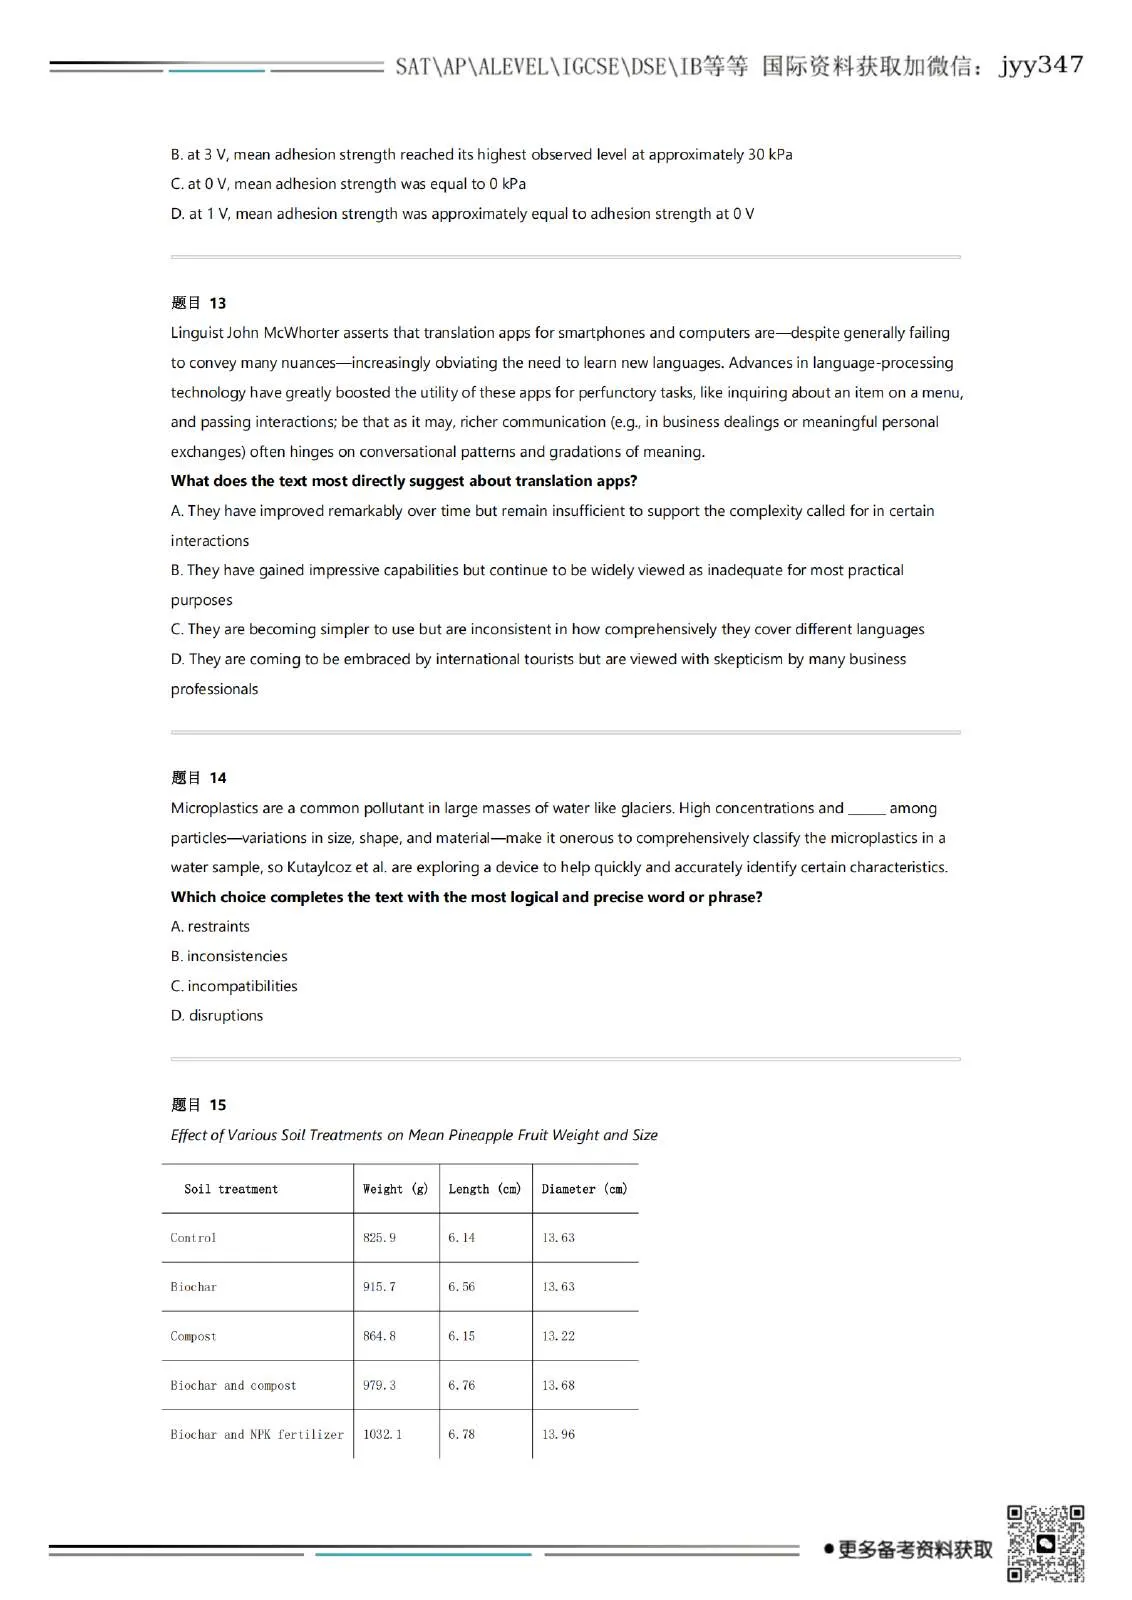 SAT\AP\ALEVEL\IGCSE\DSE\IB等等 国际资料获取加微信: jyy347
B. at 3 V, mean adhesion strength reached its highest observed level at approximately 30 kPa
C. at 0 V, mean adhesion strength was equal to 0 kPa
D. at 1 V, mean adhesion strength was approximately equal to adhesion strength at 0 V
题目 13
Linguist John McWhorter asserts that translation apps for smartphones and computers are—despite generally failing
to convey many nuances—increasingly obviating the need to learn new languages. Advances in language-processing
technology have greatly boosted the utility of these apps for perfunctory tasks, like inquiring about an item on a menu,
and passing interactions; be that as it may, richer communication (e.g., in business dealings or meaningful personal
exchanges) often hinges on conversational patterns and gradations of meaning.
What does the text most directly suggest about translation apps?
A. They have improved remarkably over time but remain insufficient to support the complexity called for in certain
interactions
B. They have gained impressive capabilities but continue to be widely viewed as inadequate for most practical
purposes
C. They are becoming simpler to use but are inconsistent in how comprehensively they cover different languages
D. They are coming to be embraced by international tourists but are viewed with skepticism by many business
professionals
题目 14
Microplastics are a common pollutant in large masses of water like glaciers. High concentrations and _____ among
particles—variations in size, shape, and material—make it onerous to comprehensively classify the microplastics in a
water sample, so Kutaylcoz et al. are exploring a device to help quickly and accurately identify certain characteristics.
Which choice completes the text with the most logical and precise word or phrase?
A. restraints
B. inconsistencies
C. incompatibilities
D. disruptions
题目 15
Effect of Various Soil Treatments on Mean Pineapple Fruit Weight and Size
Soil treatment Weight (g) Length (cm) Diameter (cm)
Control 825.9 6.14 13.63
Biochar 915.7 6.56 13.63
Compost 864.8 6.15 13.22
Biochar and compost 979.3 6.76 13.68
Biochar and NPK fertilizer 1032.1 6.78 13.96
●更多备考资料获取